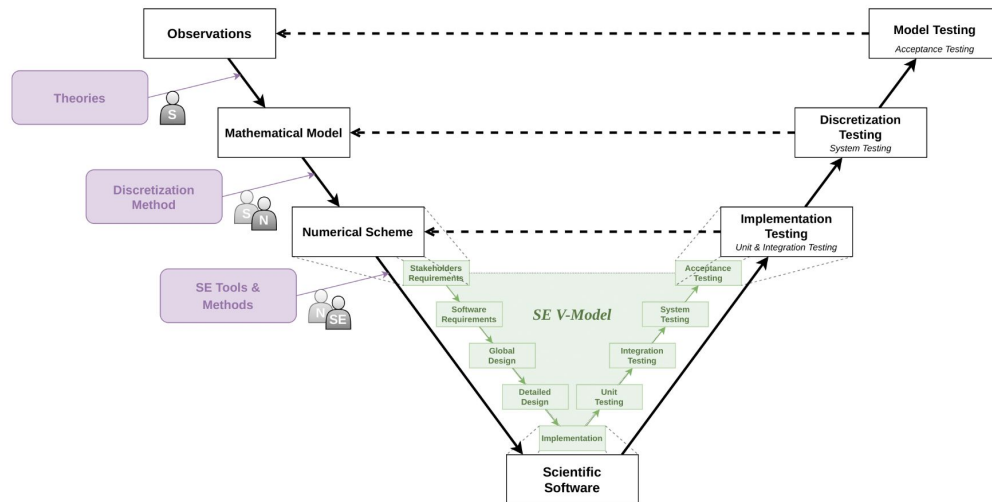 Observations
Model Testing
Acceptance Testing
Theories
S
Mathematical Model
Discretization
Testing
System Testing
Discretization
Method
S
N
Numerical Scheme
Implementation
Testing
Unit & Integration Testing
SE Tools &
Methods
N
SE
Stakeholders
Requirements
Acceptance
Testing
SE V-Model
Software
Requirements
System
Testing
Global
Design
Integration
Testing
Detailed
Design
Unit
Testing
Implementation
Scientific
Software